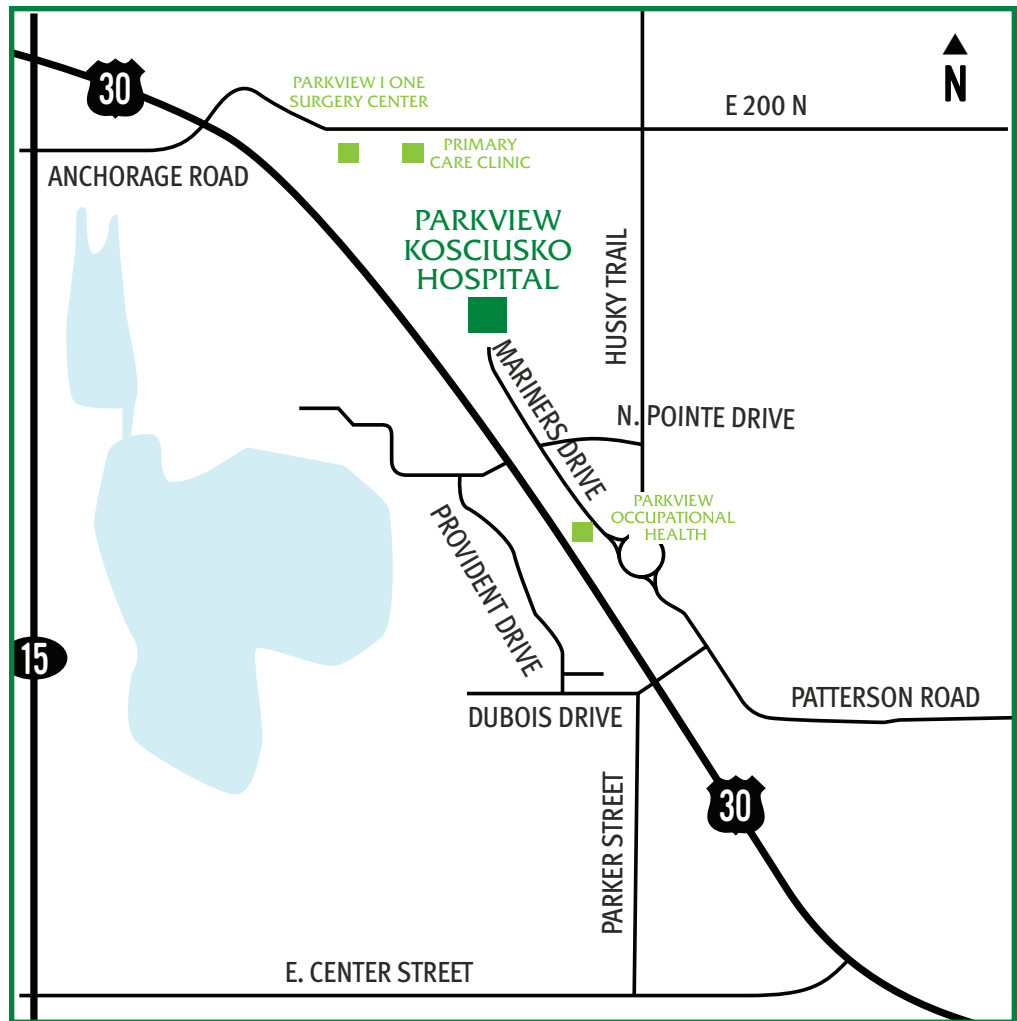 30
PARKVIEW I ONE
SURGERY CENTER
E 200 N
N
PRIMARY
CARE CLINIC
ANCHORAGE ROAD
PARKVIEW
KOSCIUSKO
HOSPITAL
HUSKY TRAIL
MARINERS DRIVE
N. POINTE DRIVE
PARKVIEW
OCCUPATIONAL
HEALTH
PROVIDENT DRIVE
15
PATTERSON ROAD
DUBOIS DRIVE
30
PARKER STREET
E. CENTER STREET